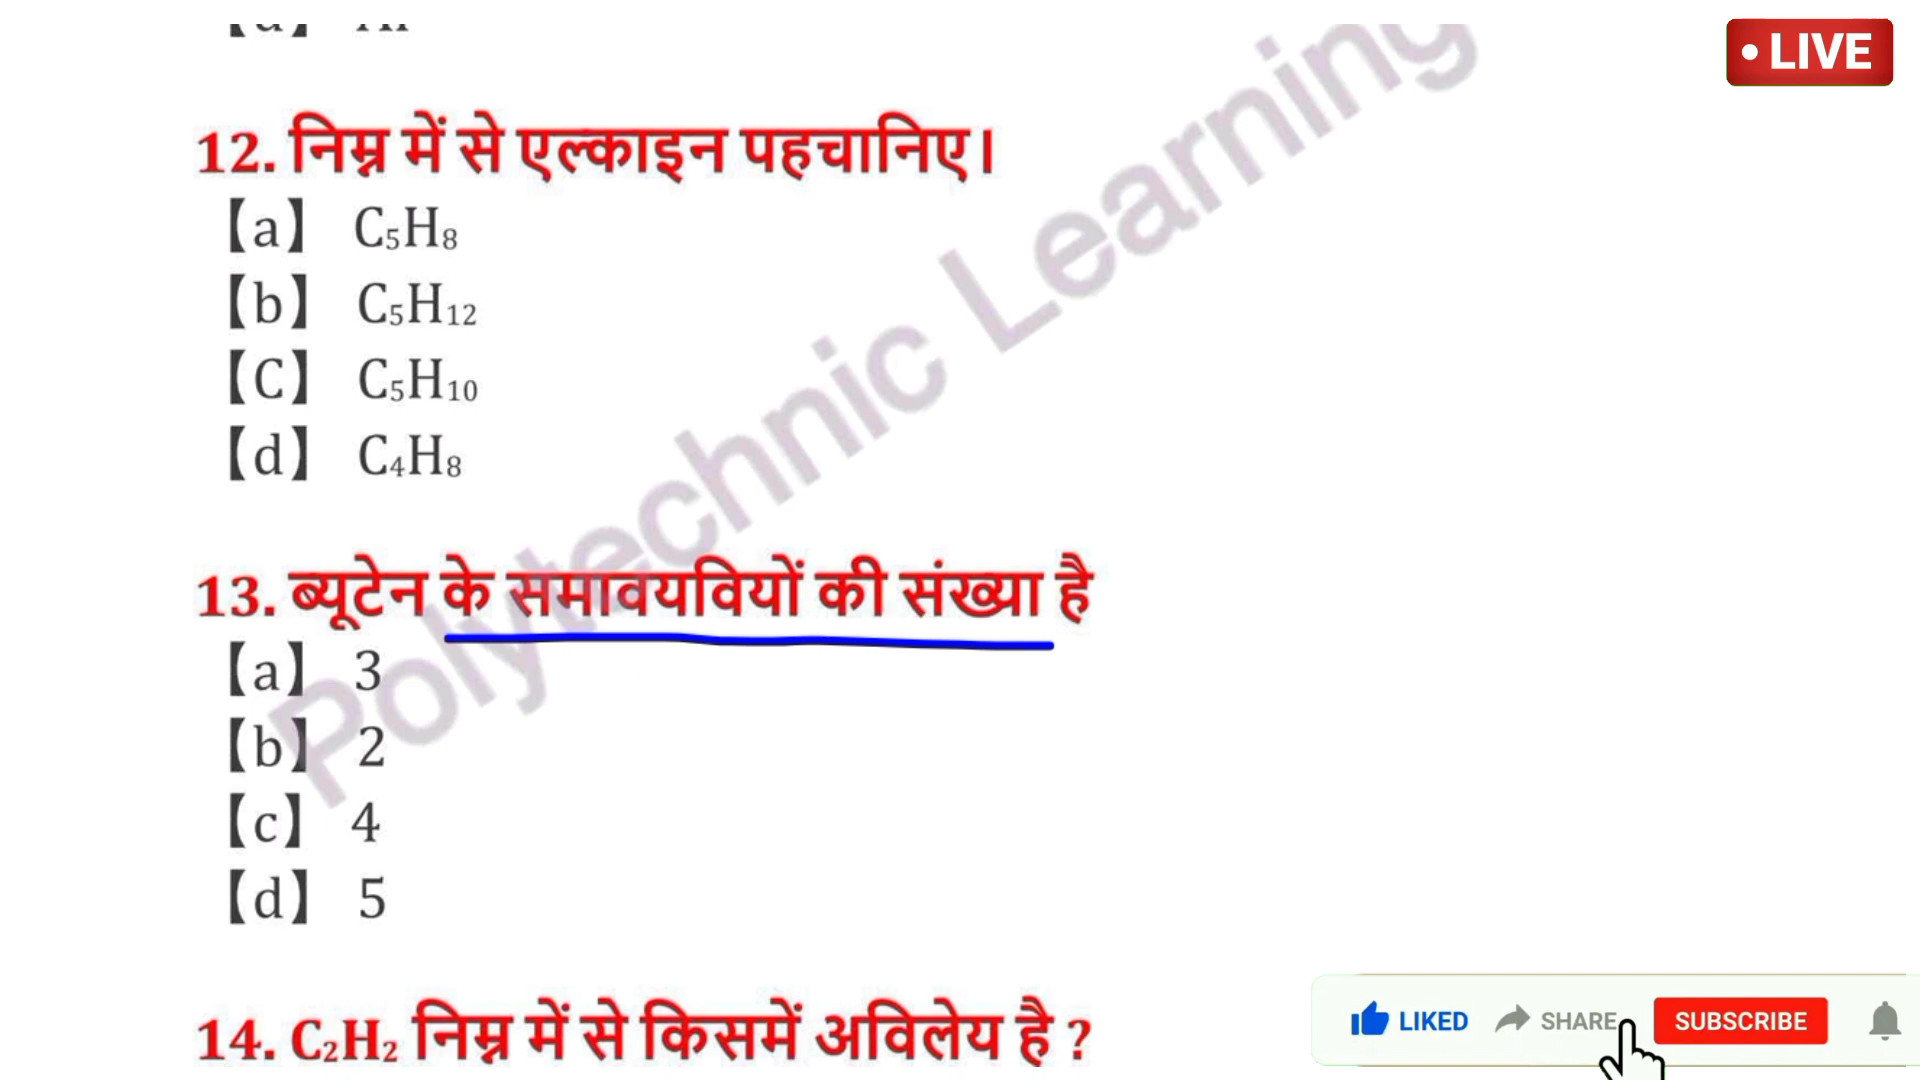 • LIVE
12. निम्न में से एल्काइन पहचानिए।
【a】 C₅H₈
【b】 C₅H₁₂
【C】 C₅H₁₀
【d】 C₄H₈
13. ब्यूटेन के समावयवियों की संख्या है
【a】 3
【b】 2
【c】 4
【d】 5
14. C₂H₂ निम्न में से किसमें अविलेय है ?
Polytechnic Learning
LIKED SHARE SUBSCRIBE